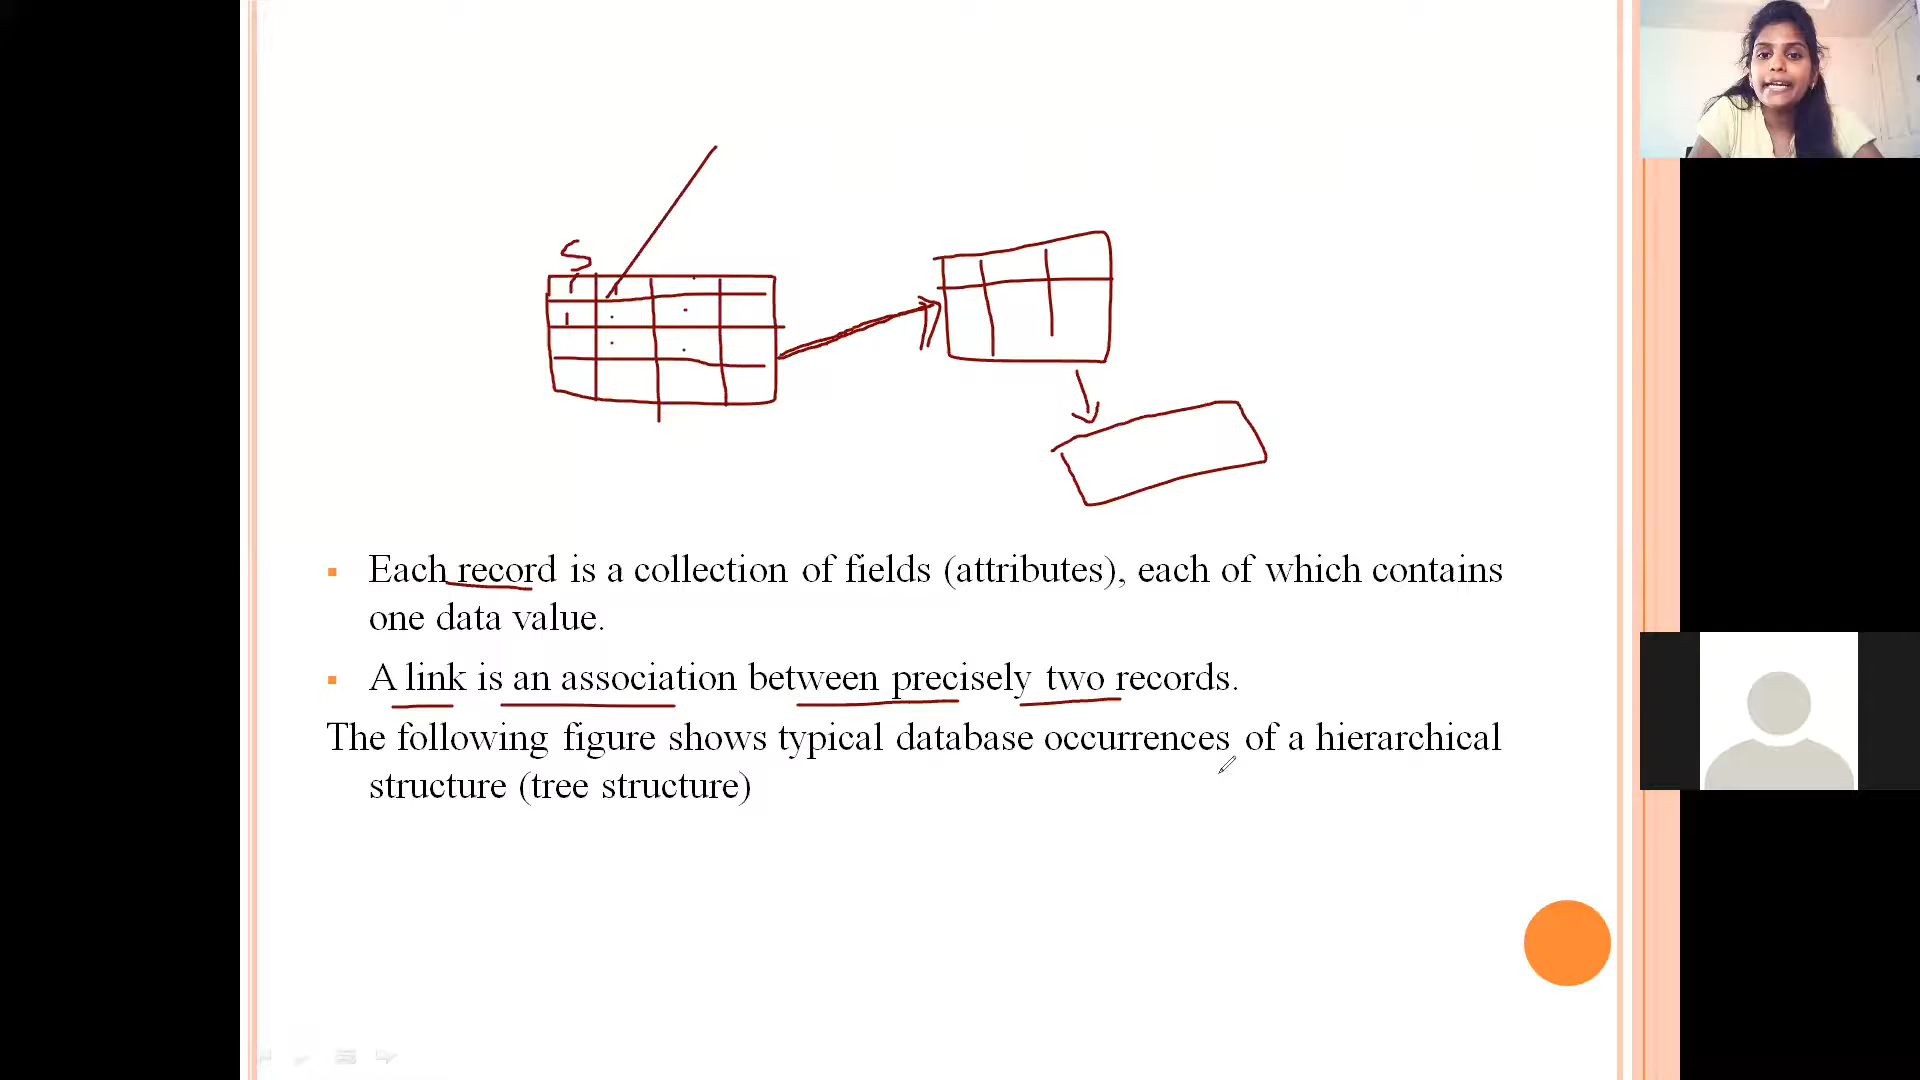 S
Each record is a collection of fields (attributes), each of which contains
one data value.
A link is an association between precisely two records.
The following figure shows typical database occurrences of a hierarchical
structure (tree structure)